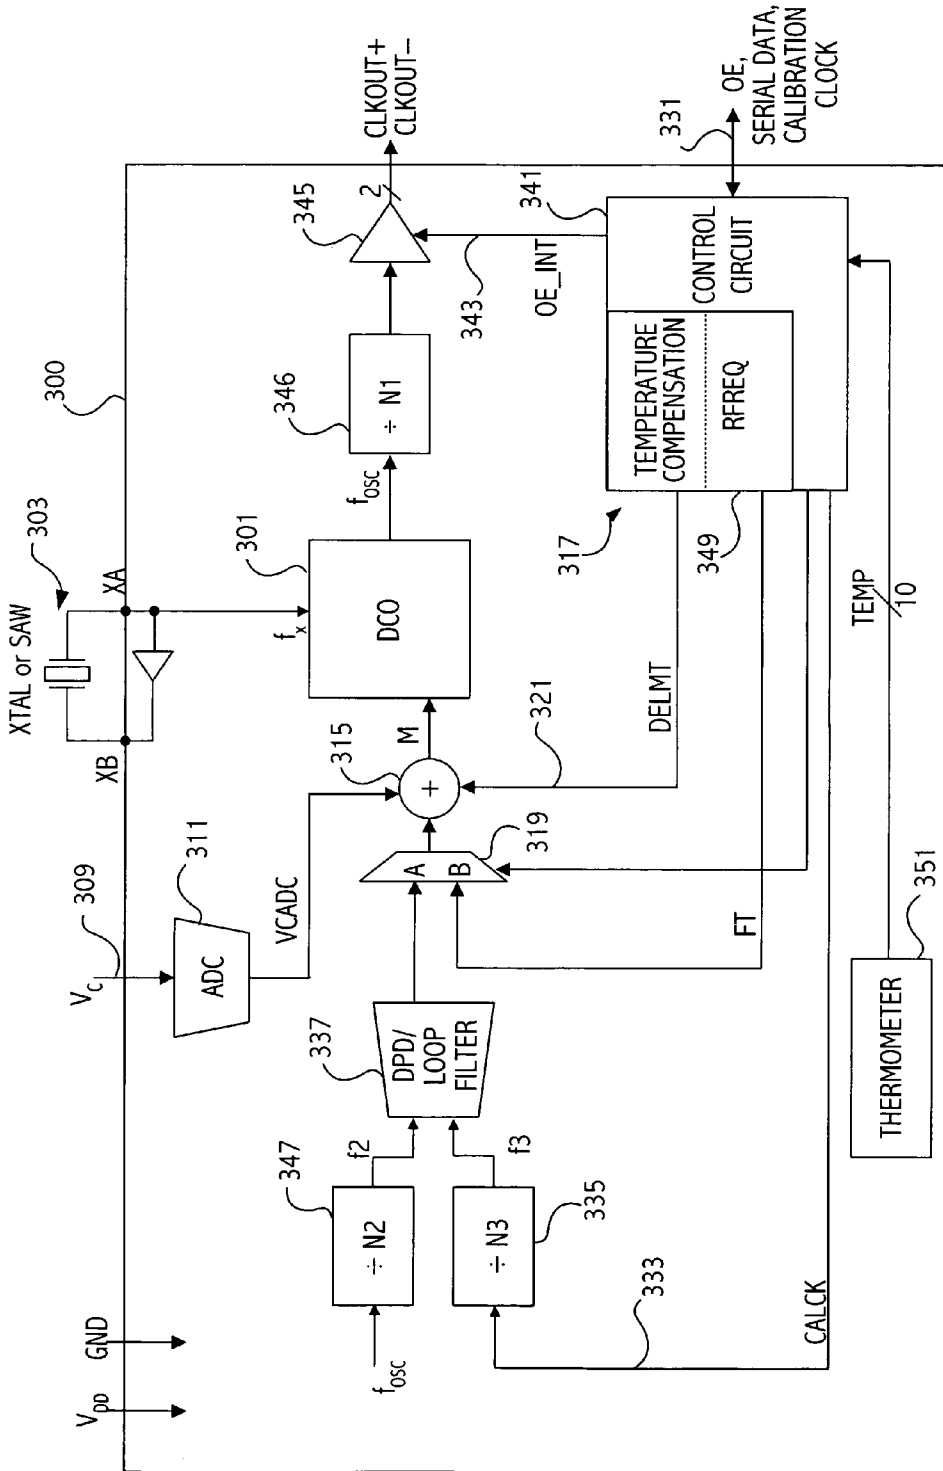 V_DD
GND
V_C
309
XB
XA
XTAL or SAW
303
300
ADC
311
VCADC
f_x
DCO
301
f_OSC
÷ N1
346
345
2
CLKOUT+
CLKOUT–
f_OSC
÷ N2
347
f2
÷ N3
335
f3
DPD/
LOOP
FILTER
337
A
B
319
+
315
M
321
DELMT
FT
317
349
TEMPERATURE
COMPENSATION
RFREQ
CONTROL
CIRCUIT
341
OE_INT
343
331
OE,
SERIAL DATA,
CALIBRATION
CLOCK
333
CALCK
THERMOMETER
351
TEMP
10